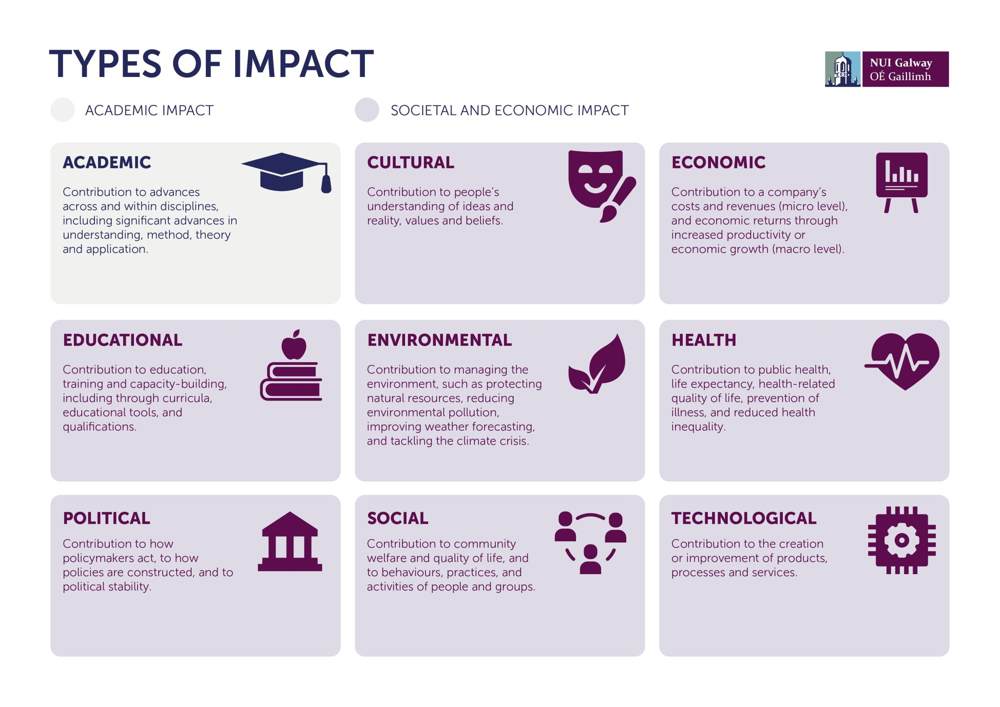 TYPES OF IMPACT
NUI Galway
OÉ Gaillimh
ACADEMIC IMPACT
SOCIETAL AND ECONOMIC IMPACT
ACADEMIC
Contribution to advances
across and within disciplines,
including significant advances in
understanding, method, theory
and application.
CULTURAL
Contribution to people’s
understanding of ideas and
reality, values and beliefs.
ECONOMIC
Contribution to a company’s
costs and revenues (micro level),
and economic returns through
increased productivity or
economic growth (macro level).
EDUCATIONAL
Contribution to education,
training and capacity-building,
including through curricula,
educational tools, and
qualifications.
ENVIRONMENTAL
Contribution to managing the
environment, such as protecting
natural resources, reducing
environmental pollution,
improving weather forecasting,
and tackling the climate crisis.
HEALTH
Contribution to public health,
life expectancy, health-related
quality of life, prevention of
illness, and reduced health
inequality.
POLITICAL
Contribution to how
policymakers act, to how
policies are constructed, and to
political stability.
SOCIAL
Contribution to community
welfare and quality of life, and
to behaviours, practices, and
activities of people and groups.
TECHNOLOGICAL
Contribution to the creation
or improvement of products,
processes and services.